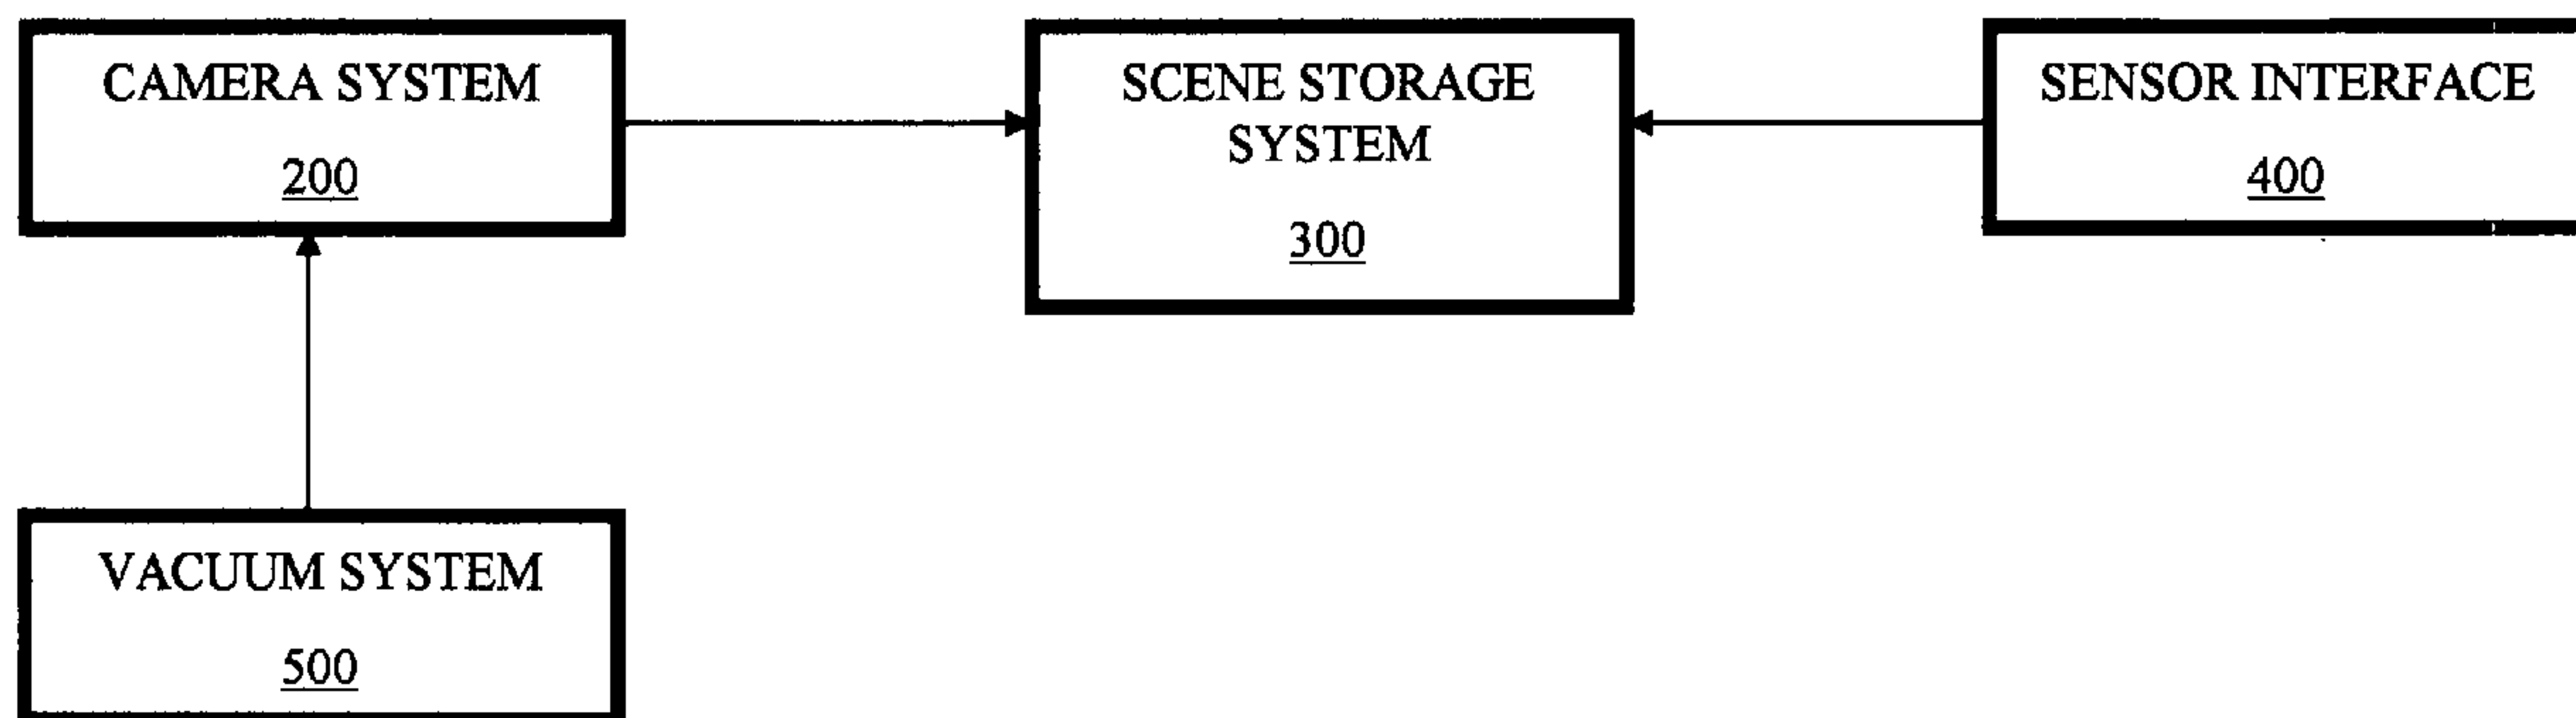 CAMERA SYSTEM
200
SCENE STORAGE
SYSTEM
300
SENSOR INTERFACE
400
VACUUM SYSTEM
500